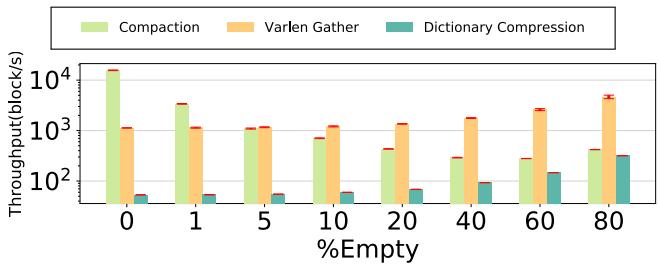 Compaction Varlen Gather Dictionary Compression
Throughput(block/s)
10^4
10^3
10^2
0 1 5 10 20 40 60 80
%Empty